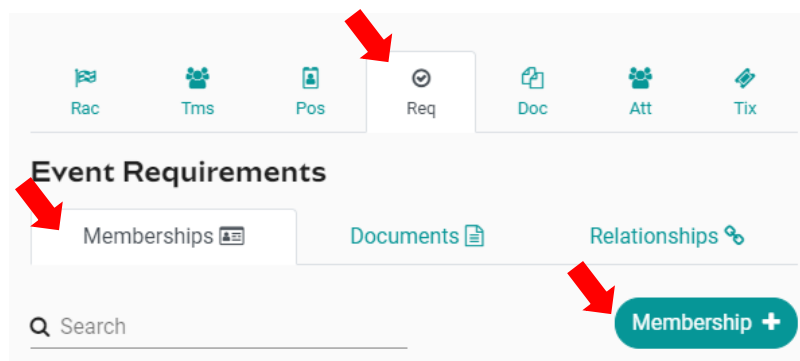 Rac Tms Pos Req Doc Att Tix
Event Requirements
Memberships Documents Relationships
Search Membership +